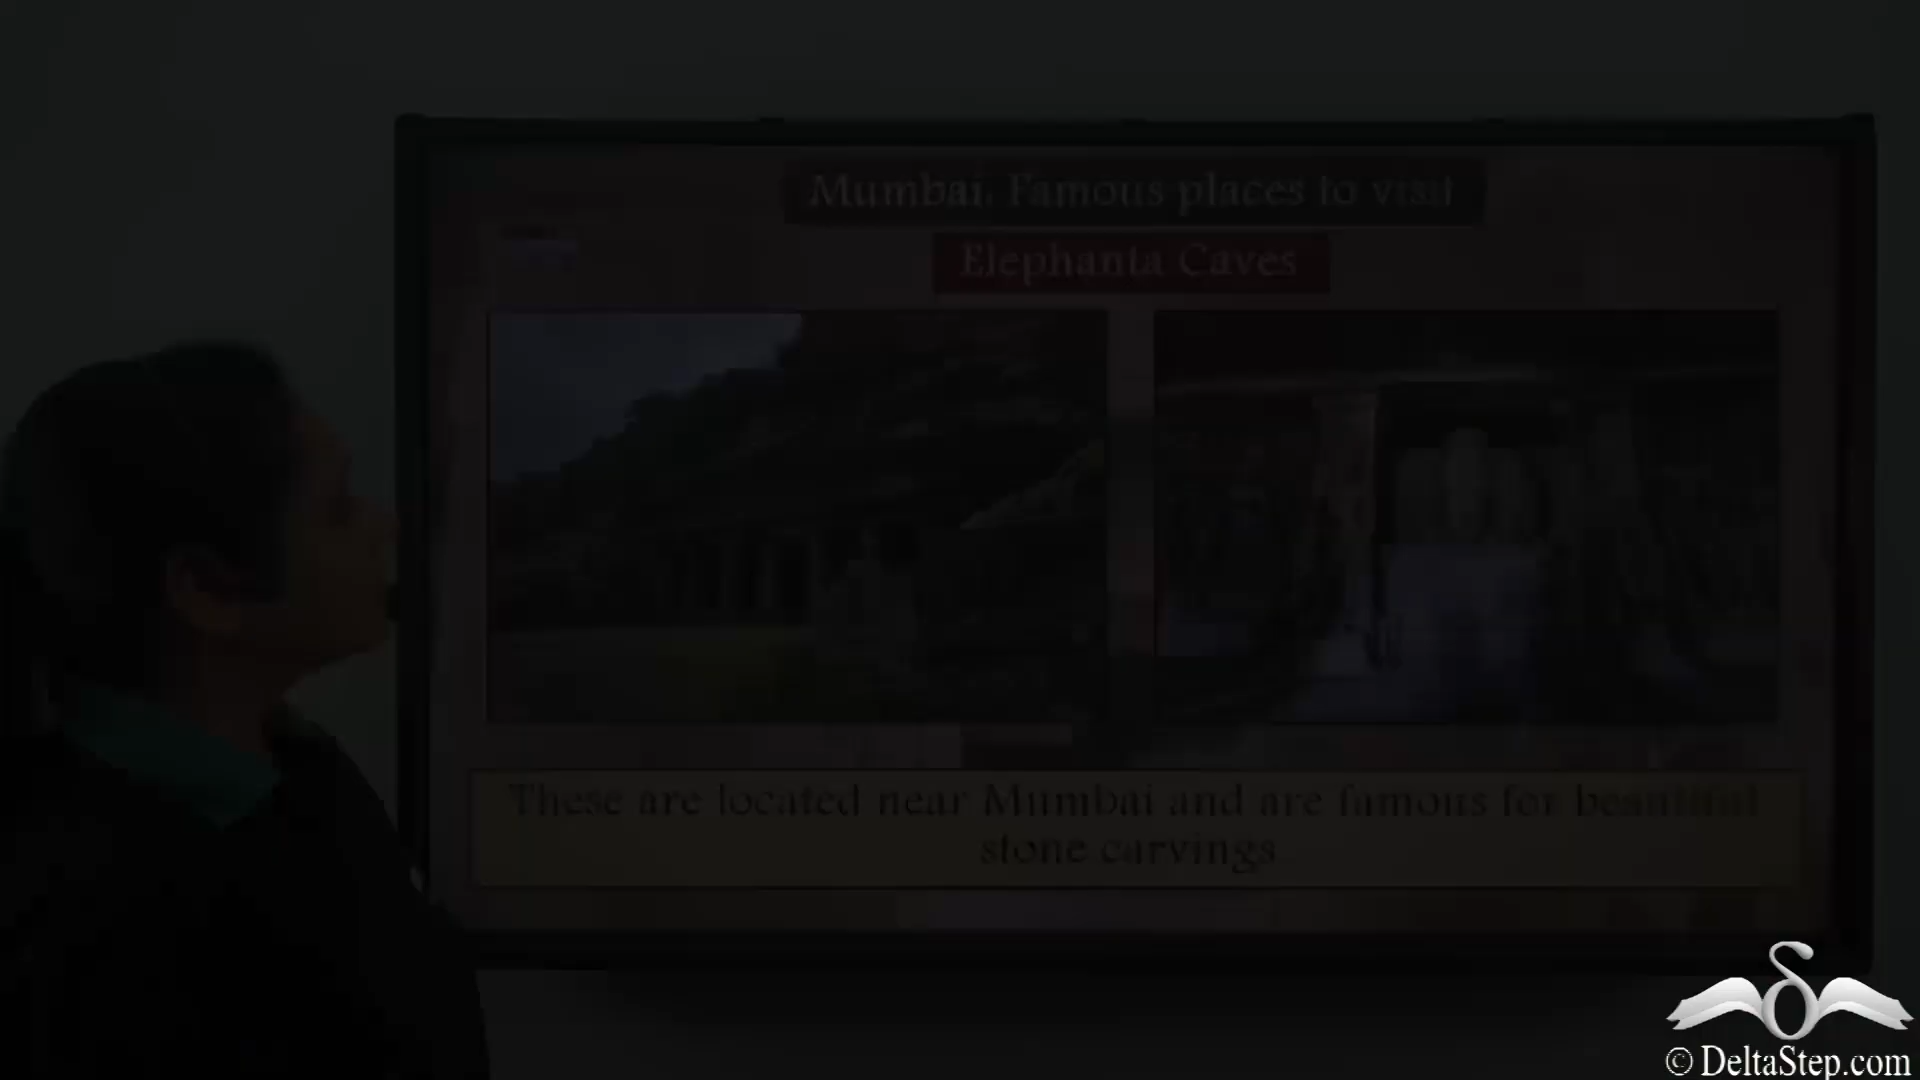 Mumbai: Famous places to visit
Elephanta Caves
These are located near Mumbai and are famous for beautiful
stone carvings
© DeltaStep.com